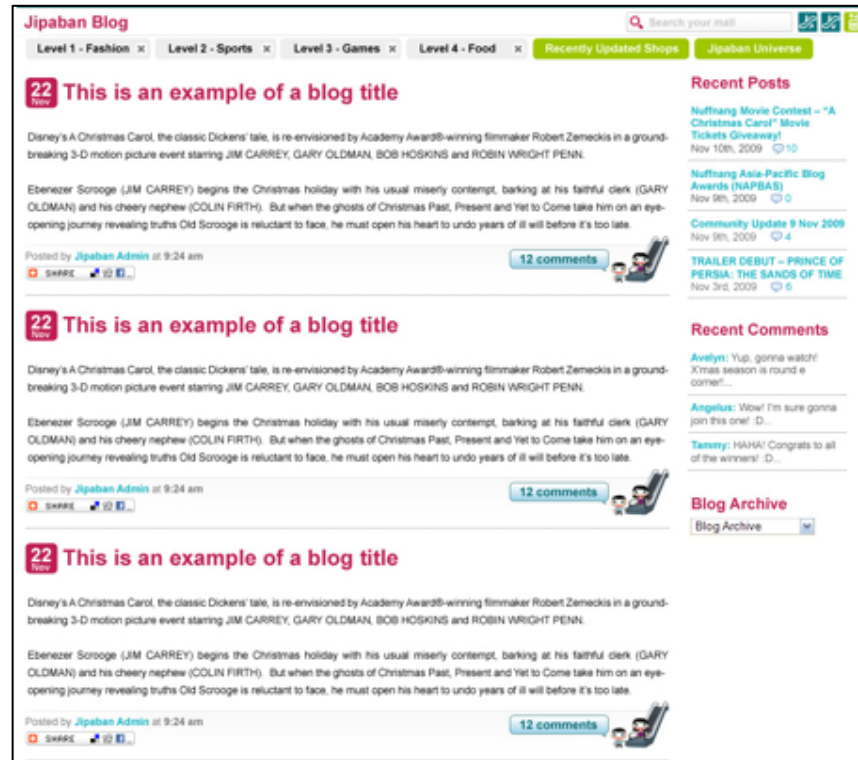 Jipaban Blog
Search your mall
Level 1 - Fashion ×
Level 2 - Sports ×
Level 3 - Games ×
Level 4 - Food ×
Recently Updated Shops
Jipaban Universe
22
Nov
This is an example of a blog title
Disney's A Christmas Carol, the classic Dickens' tale, is re-envisioned by Academy Award®-winning filmmaker Robert Zemeckis in a ground-
breaking 3-D motion picture event starring JIM CARREY, GARY OLDMAN, BOB HOSKINS and ROBIN WRIGHT PENN.
Ebenezer Scrooge (JIM CARREY) begins the Christmas holiday with his usual miserly contempt, barking at his faithful clerk (GARY
OLDMAN) and his cheery nephew (COLIN FIRTH). But when the ghosts of Christmas Past, Present and Yet to Come take him on an eye-
opening journey revealing truths Old Scrooge is reluctant to face, he must open his heart to undo years of ill will before it's too late.
Posted by Jipaban Admin at 9:24 am
12 comments
SHARE
22
Nov
This is an example of a blog title
Disney's A Christmas Carol, the classic Dickens' tale, is re-envisioned by Academy Award®-winning filmmaker Robert Zemeckis in a ground-
breaking 3-D motion picture event starring JIM CARREY, GARY OLDMAN, BOB HOSKINS and ROBIN WRIGHT PENN.
Ebenezer Scrooge (JIM CARREY) begins the Christmas holiday with his usual miserly contempt, barking at his faithful clerk (GARY
OLDMAN) and his cheery nephew (COLIN FIRTH). But when the ghosts of Christmas Past, Present and Yet to Come take him on an eye-
opening journey revealing truths Old Scrooge is reluctant to face, he must open his heart to undo years of ill will before it's too late.
Posted by Jipaban Admin at 9:24 am
12 comments
SHARE
22
Nov
This is an example of a blog title
Disney's A Christmas Carol, the classic Dickens' tale, is re-envisioned by Academy Award®-winning filmmaker Robert Zemeckis in a ground-
breaking 3-D motion picture event starring JIM CARREY, GARY OLDMAN, BOB HOSKINS and ROBIN WRIGHT PENN.
Ebenezer Scrooge (JIM CARREY) begins the Christmas holiday with his usual miserly contempt, barking at his faithful clerk (GARY
OLDMAN) and his cheery nephew (COLIN FIRTH). But when the ghosts of Christmas Past, Present and Yet to Come take him on an eye-
opening journey revealing truths Old Scrooge is reluctant to face, he must open his heart to undo years of ill will before it's too late.
Posted by Jipaban Admin at 9:24 am
12 comments
SHARE
Recent Posts
Nuffnang Movie Contest – "A
Christmas Carol" Movie
Tickets Giveaway!
Nov 10th, 2009 10
Nuffnang Asia-Pacific Blog
Awards (NAPBAS)
Nov 9th, 2009 0
Community Update 9 Nov 2009
Nov 9th, 2009 4
TRAILER DEBUT – PRINCE OF
PERSIA: THE SANDS OF TIME
Nov 3rd, 2009 6
Recent Comments
Avelyn: Yup, gonna watch!
X'mas season is round e
corner!...
Angelus: Wow! I'm sure gonna
join this one! :D...
Tammy: HAHA! Congrats to all
of the winners! :D...
Blog Archive
Blog Archive